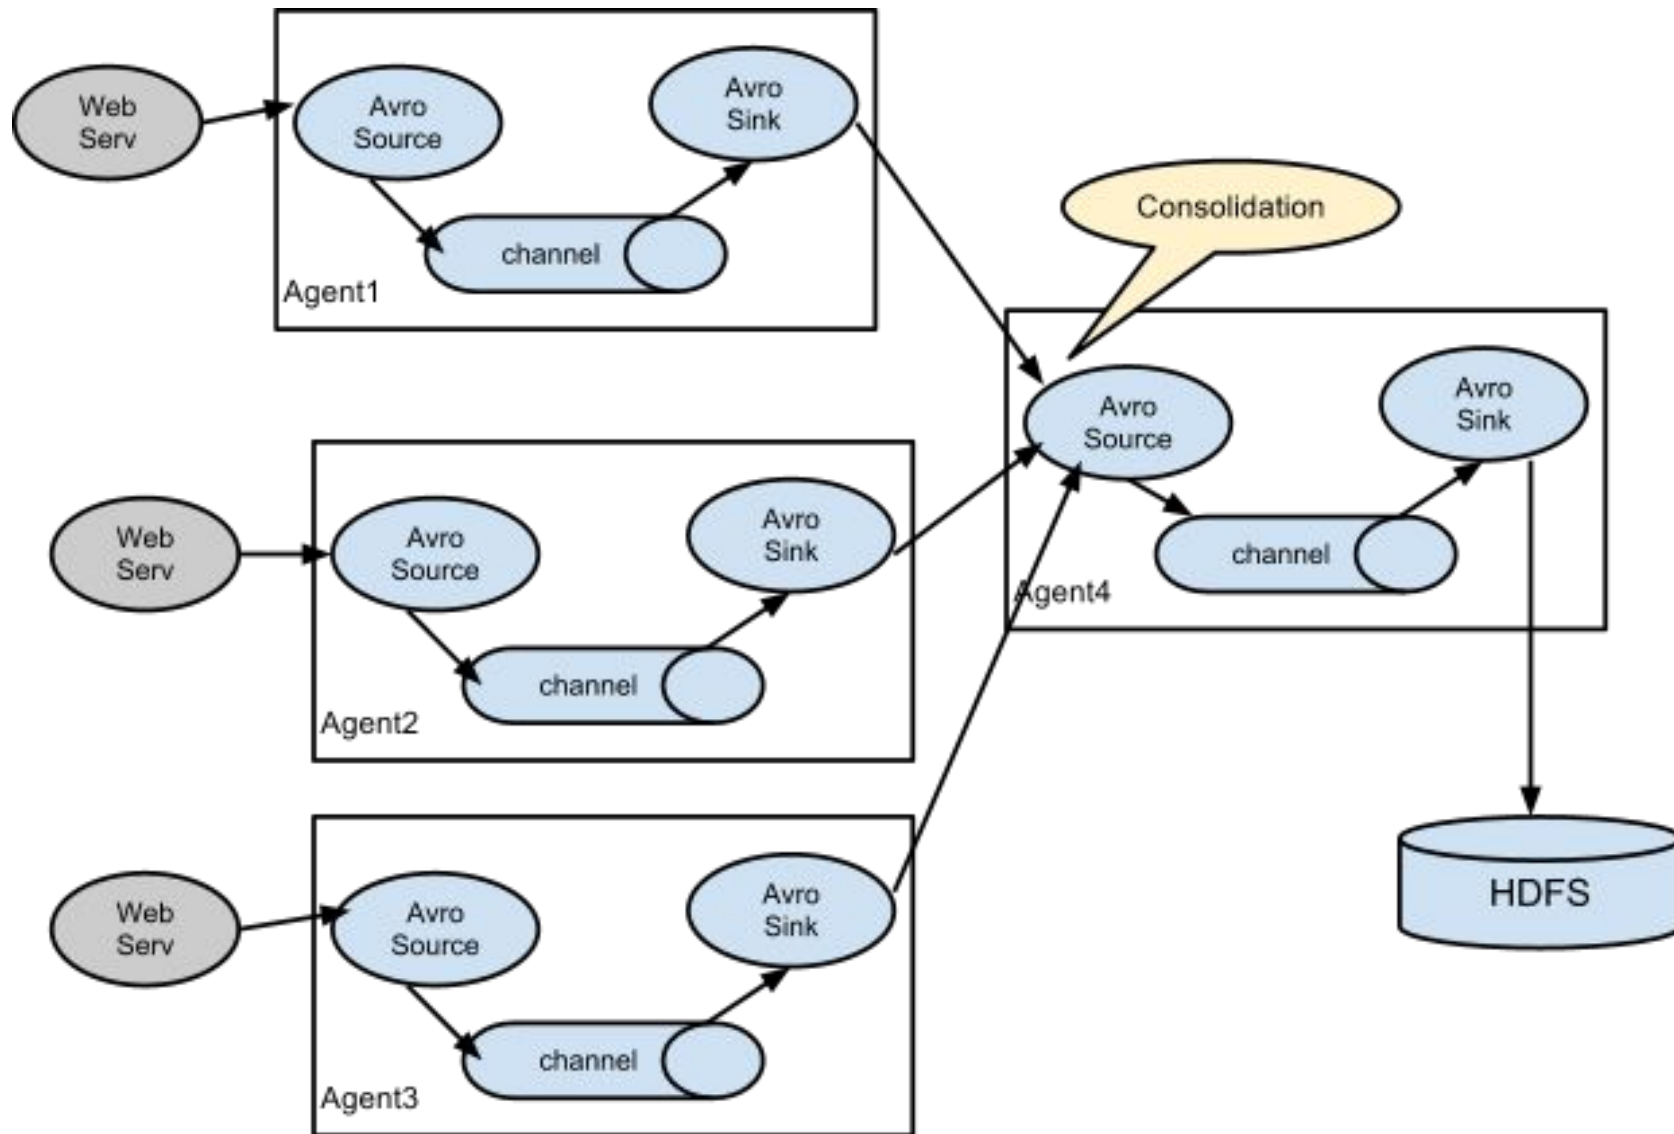 Web
Serv
Avro
Source
Avro
Sink
channel
Agent1
Consolidation
Avro
Source
Avro
Sink
channel
Agent4
Web
Serv
Avro
Source
Avro
Sink
channel
Agent2
Web
Serv
Avro
Source
Avro
Sink
channel
Agent3
HDFS